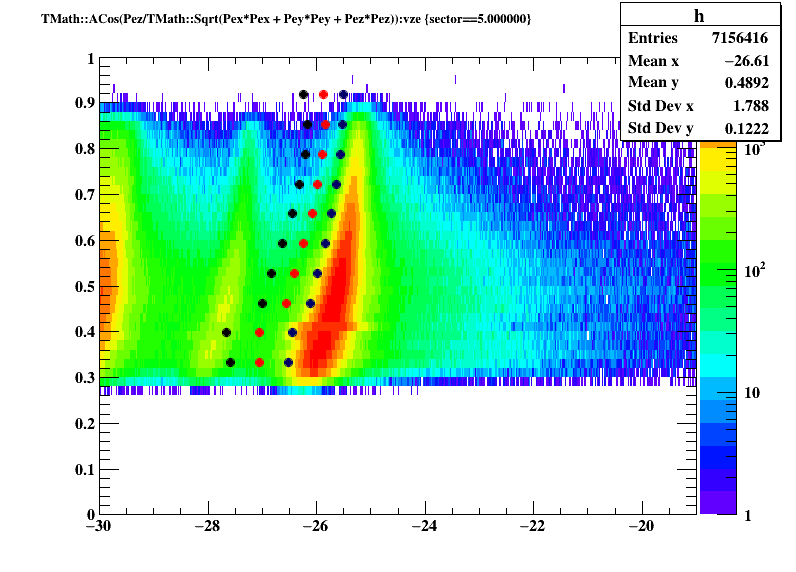 TMath::ACos(Pez/TMath::Sqrt(Pex*Pex + Pey*Pey + Pez*Pez)):vze {sector==5.000000}
h
Entries 7156416
Mean x −26.61
Mean y 0.4892
Std Dev x 1.788
Std Dev y 0.1222
1
0.9
0.8
0.7
0.6
0.5
0.4
0.3
0.2
0.1
0
−30 −28 −26 −24 −22 −20
10³
10²
10
1